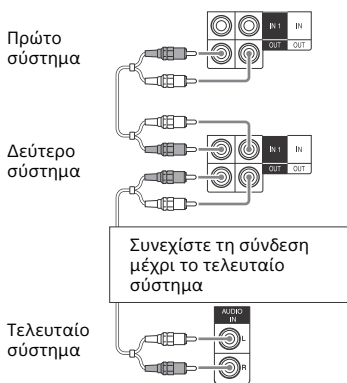 Πρώτο
σύστημα
IN 1
IN
OUT
OUT
Δεύτερο
σύστημα
IN 1
IN
OUT
OUT
Συνεχίστε τη σύνδεση
μέχρι το τελευταίο
σύστημα
Τελευταίο
σύστημα
AUDIO
IN
L
R